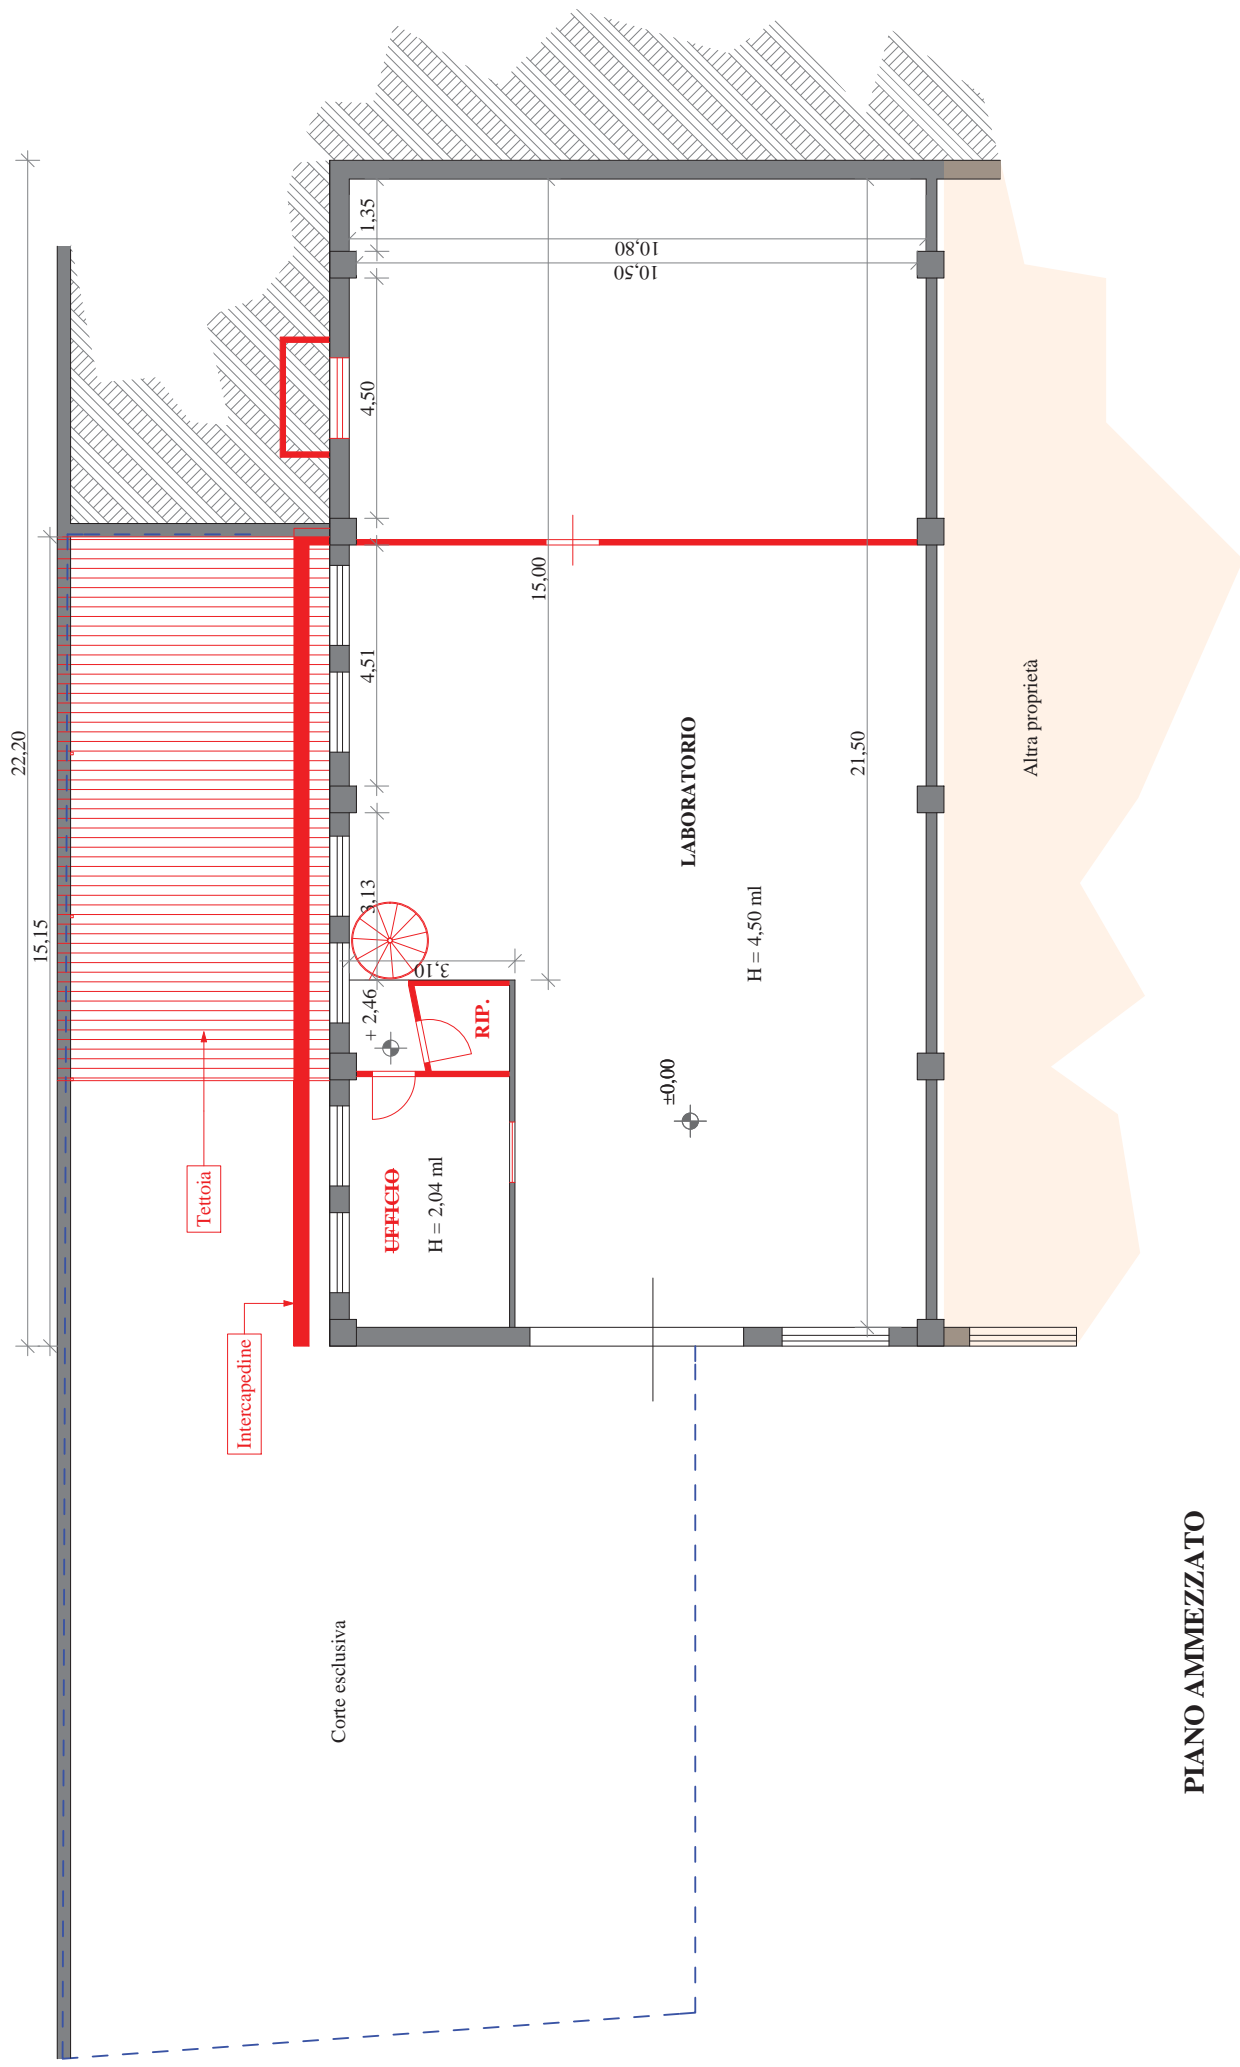 22,20
15,15
Tettoia
Intercapedine
Corte esclusiva
1,35
4,50
4,51
3,13
+ 2,46
3,10
10,80
10,50
15,00
21,50
UFFICIO
H = 2,04 ml
RIP.
LABORATORIO
H = 4,50 ml
±0,00
Altra proprietà
PIANO AMMEZZATO